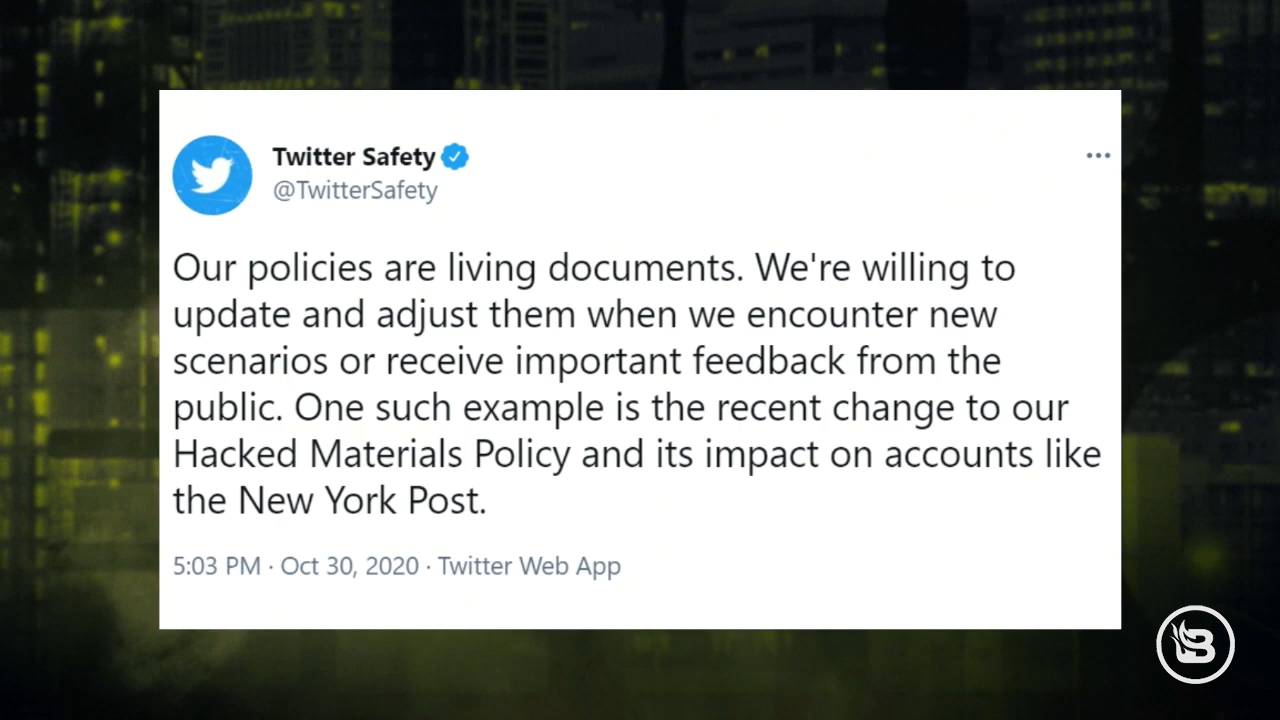 Twitter Safety
@TwitterSafety
Our policies are living documents. We're willing to
update and adjust them when we encounter new
scenarios or receive important feedback from the
public. One such example is the recent change to our
Hacked Materials Policy and its impact on accounts like
the New York Post.
5:03 PM · Oct 30, 2020 · Twitter Web App
B